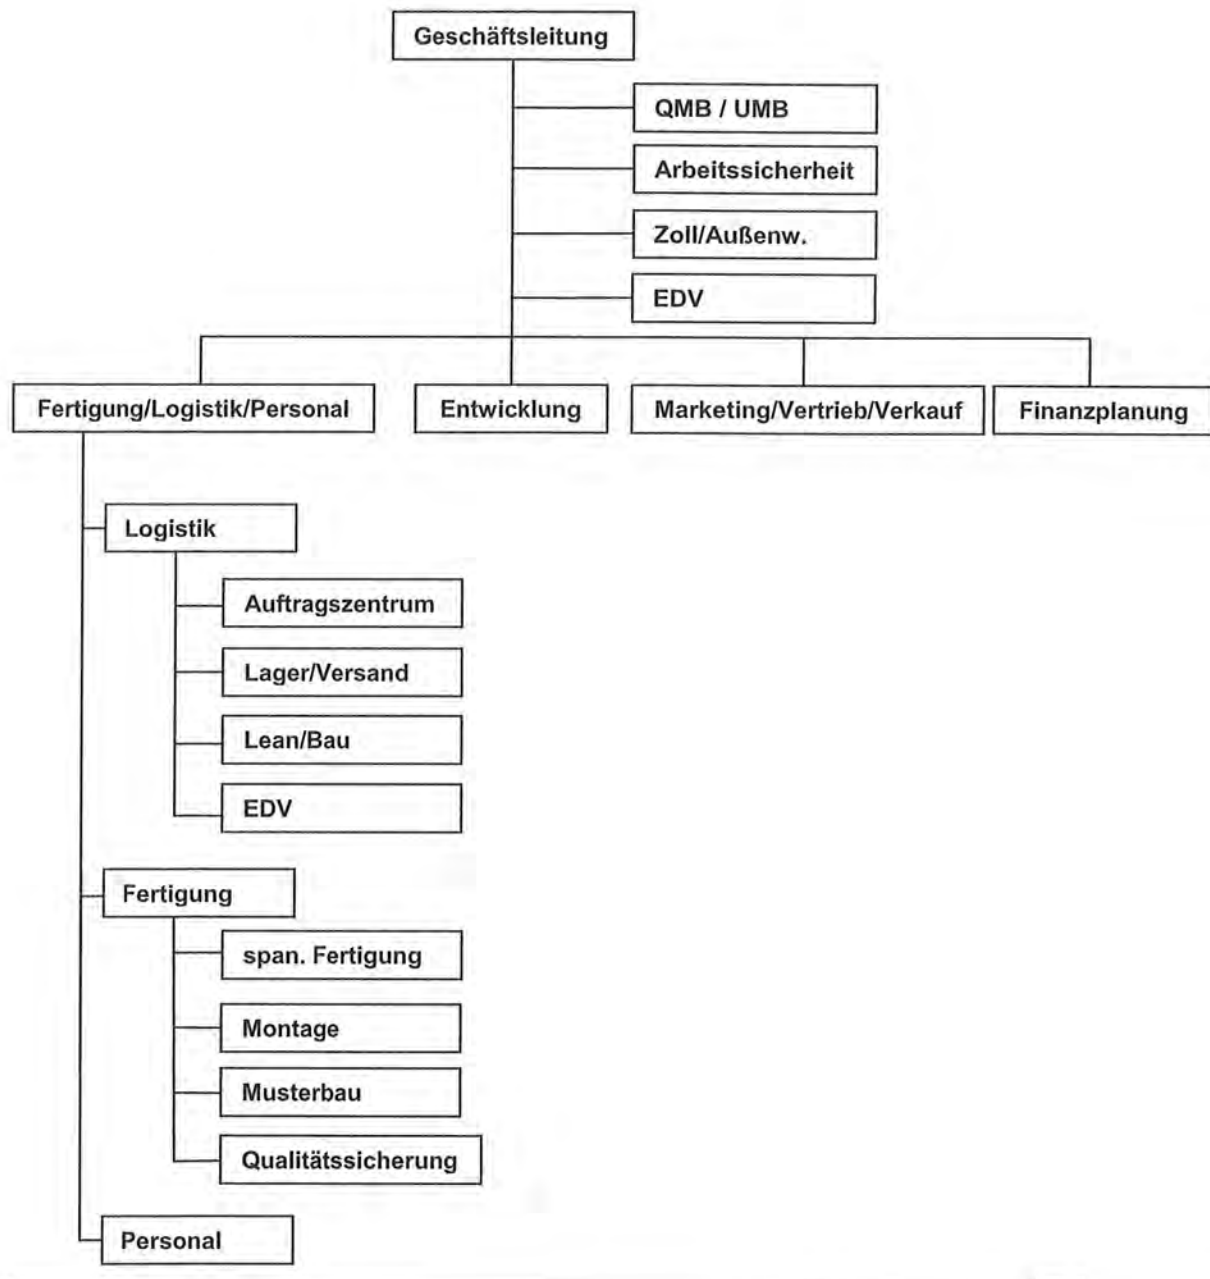 Geschäftsleitung
QMB / UMB
Arbeitssicherheit
Zoll/Außenw.
EDV
Fertigung/Logistik/Personal
Entwicklung
Marketing/Vertrieb/Verkauf
Finanzplanung
Logistik
Auftragszentrum
Lager/Versand
Lean/Bau
EDV
Fertigung
span. Fertigung
Montage
Musterbau
Qualitätssicherung
Personal